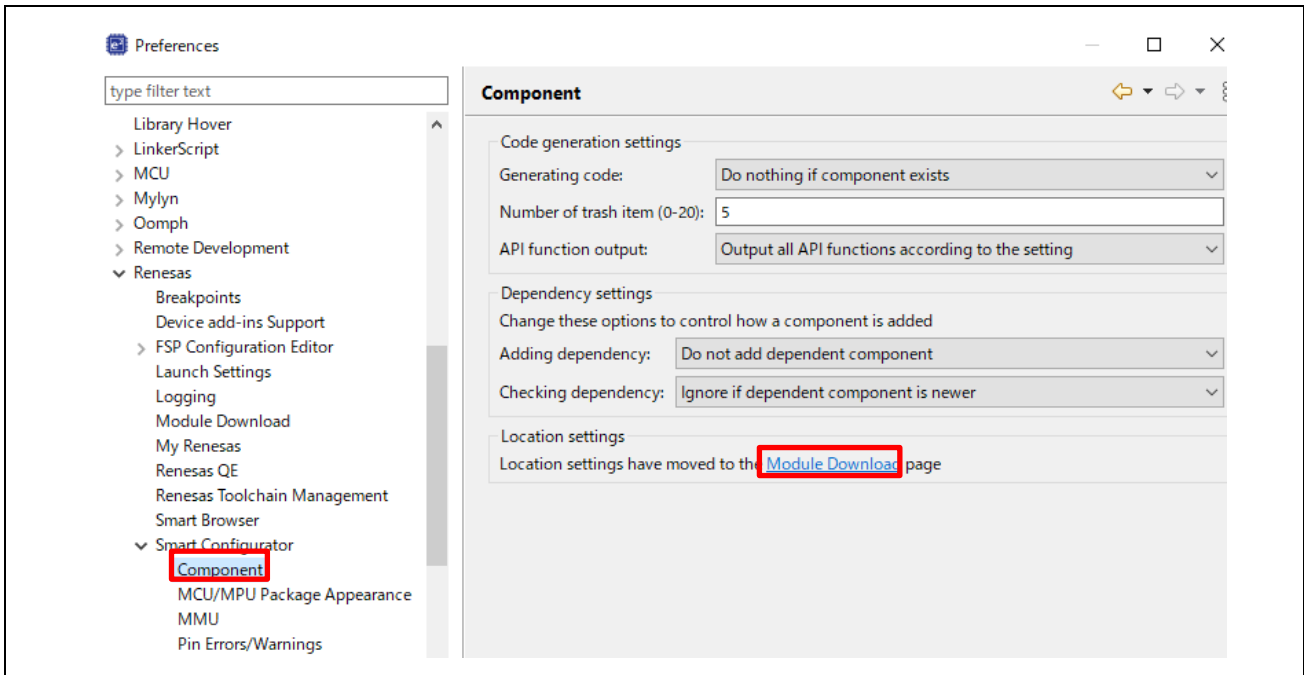 Preferences
type filter text
Library Hover
LinkerScript
MCU
Mylyn
Oomph
Remote Development
Renesas
Breakpoints
Device add-ins Support
FSP Configuration Editor
Launch Settings
Logging
Module Download
My Renesas
Renesas QE
Renesas Toolchain Management
Smart Browser
Smart Configurator
Component
MCU/MPU Package Appearance
MMU
Pin Errors/Warnings
Component
Code generation settings
Generating code: Do nothing if component exists
Number of trash item (0-20): 5
API function output: Output all API functions according to the setting
Dependency settings
Change these options to control how a component is added
Adding dependency: Do not add dependent component
Checking dependency: Ignore if dependent component is newer
Location settings
Location settings have moved to the Module Download page